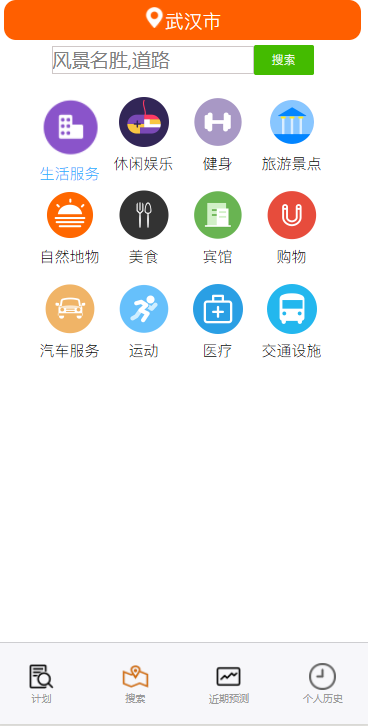 武汉市
风景名胜,道路 搜索
生活服务 休闲娱乐 健身 旅游景点
自然地物 美食 宾馆 购物
汽车服务 运动 医疗 交通设施
计划 搜索 近期预测 个人历史